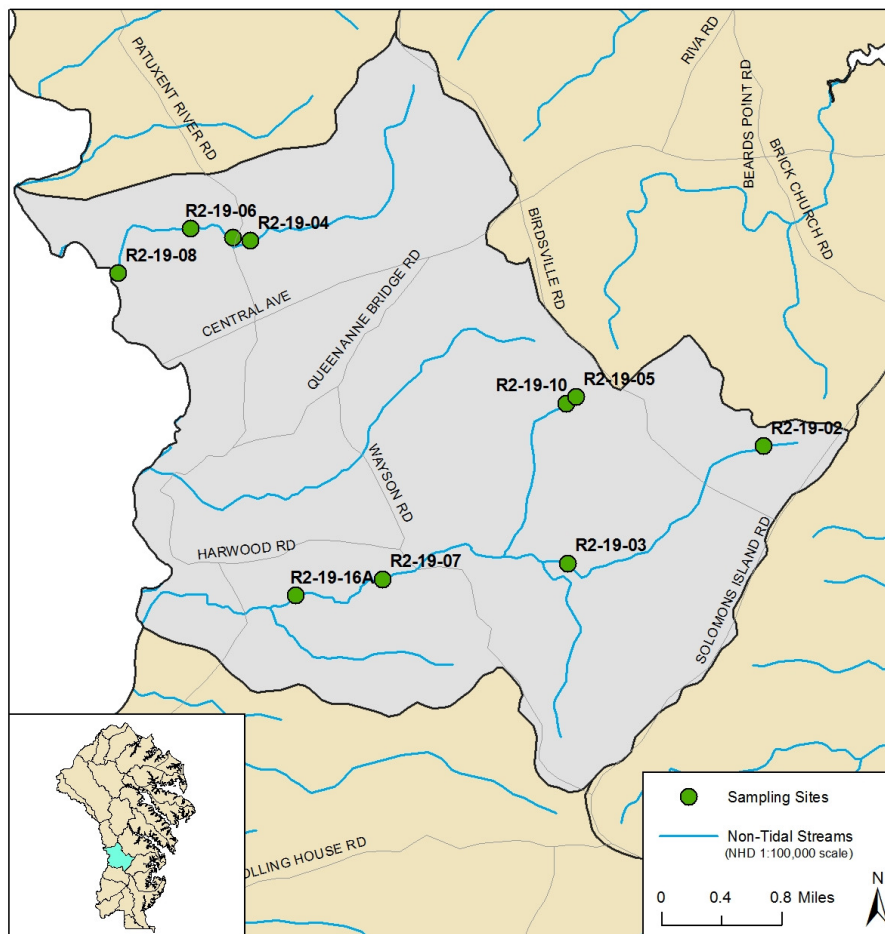 PATUXENT RIVER RD
RIVA RD
BEARDS POINT RD
BRICK CHURCH RD
R2-19-06
R2-19-04
R2-19-08
BIRDSVILLE RD
CENTRAL AVE
QUEEN ANNE BRIDGE RD
R2-19-10
R2-19-05
R2-19-02
WAYSON RD
HARWOOD RD
R2-19-03
R2-19-07
R2-19-16A
SOLOMONS ISLAND RD
OLLING HOUSE RD
Sampling Sites
Non-Tidal Streams
(NHD 1:100,000 scale)
0 0.4 0.8 Miles
N